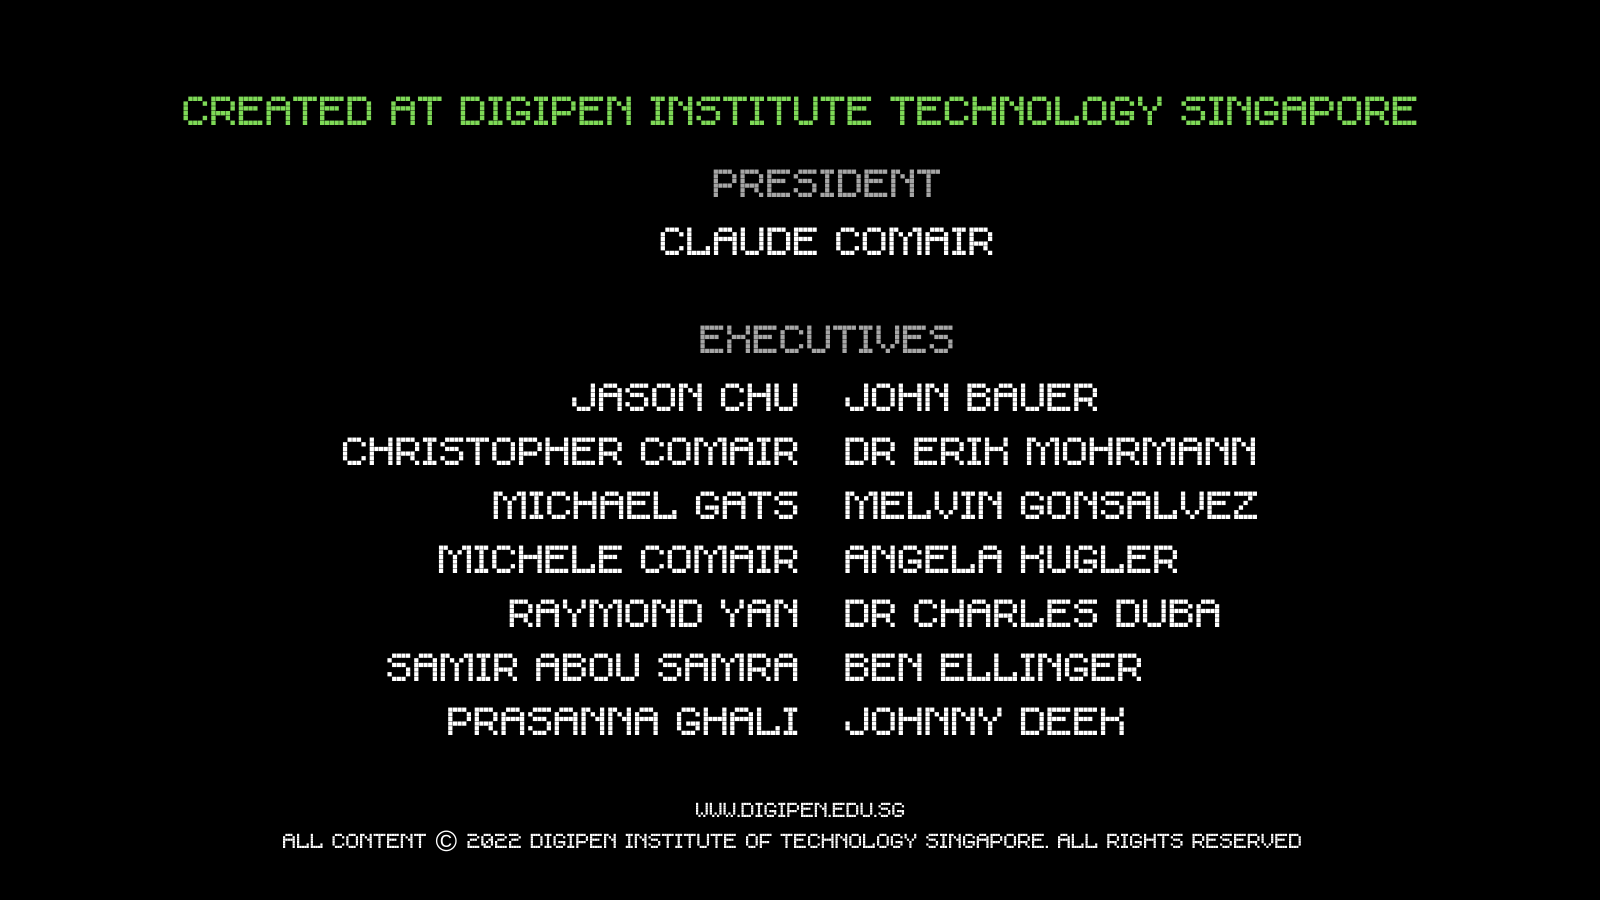 CREATED AT DIGIPEN INSTITUTE TECHNOLOGY SINGAPORE
PRESIDENT
CLAUDE COMAIR
EXECUTIVES
JASON CHU JOHN BAUER
CHRISTOPHER COMAIR DR ERIK MOHRMANN
MICHAEL GATS MELVIN GONSALVEZ
MICHELE COMAIR ANGELA KUGLER
RAYMOND YAN DR CHARLES DUBA
SAMIR ABOU SAMRA BEN ELLINGER
PRASANNA GHALI JOHNNY DEEK
WWW.DIGIPEN.EDU.SG
ALL CONTENT © 2022 DIGIPEN INSTITUTE OF TECHNOLOGY SINGAPORE. ALL RIGHTS RESERVED